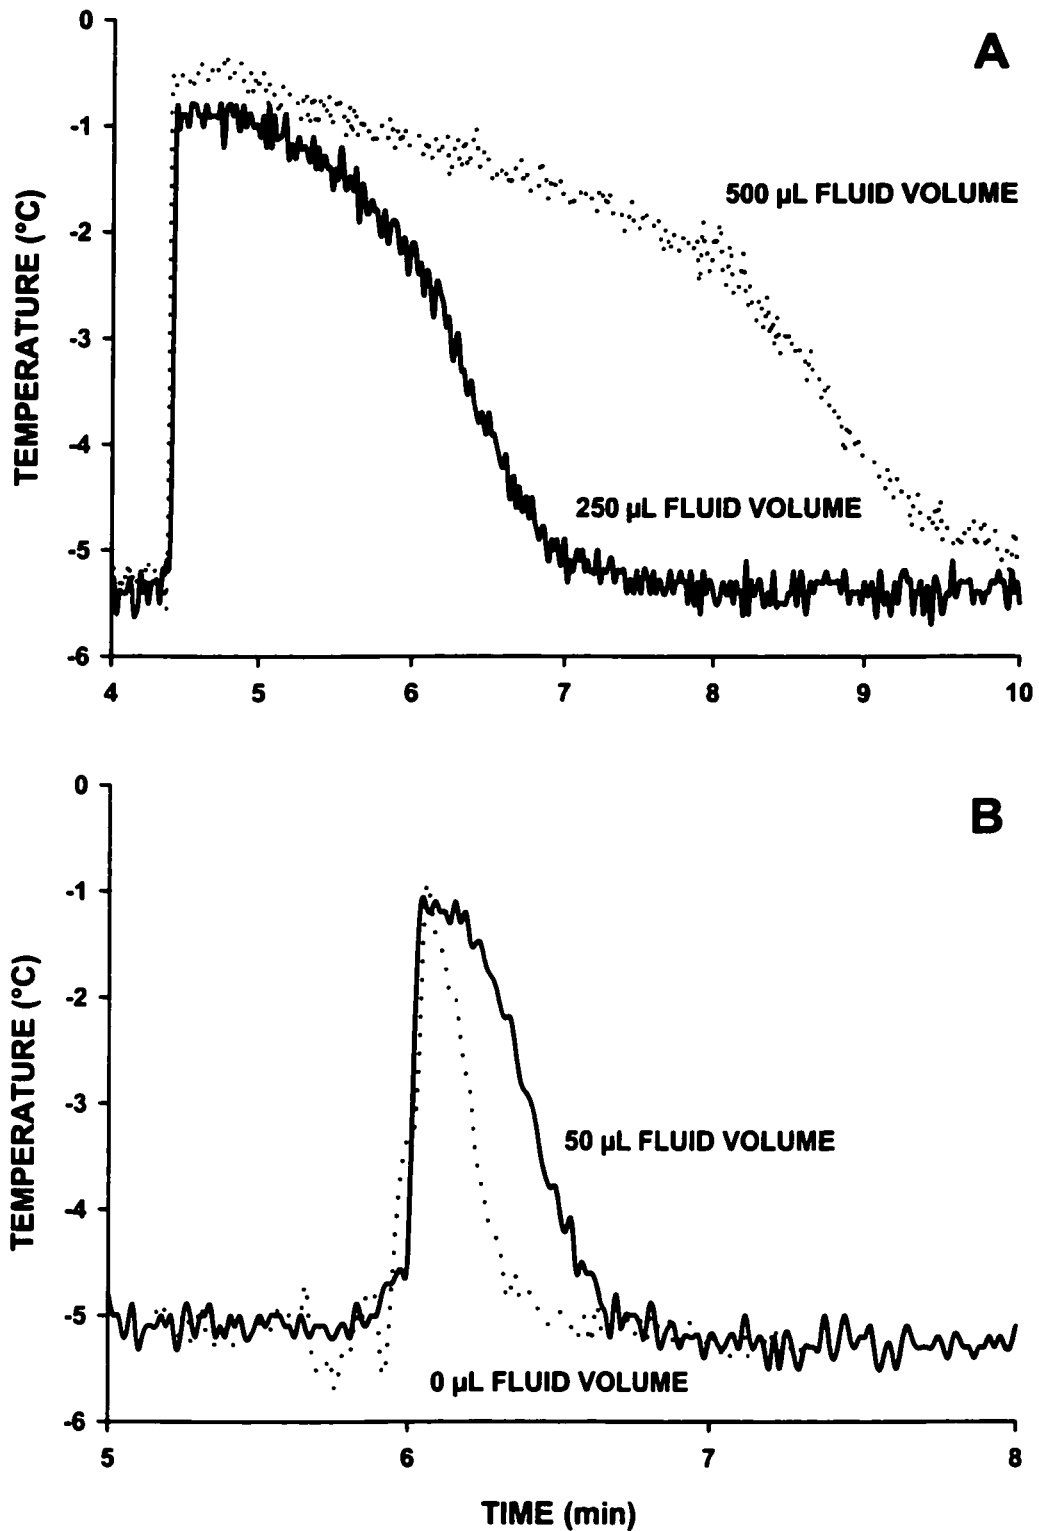 0
A
-1
500 µL FLUID VOLUME
-2
-3
-4
250 µL FLUID VOLUME
-5
-6
4 5 6 7 8 9 10
TEMPERATURE (°C)
0
B
-1
-2
-3
50 µL FLUID VOLUME
-4
-5
0 µL FLUID VOLUME
-6
5 6 7 8
TEMPERATURE (°C)
TIME (min)